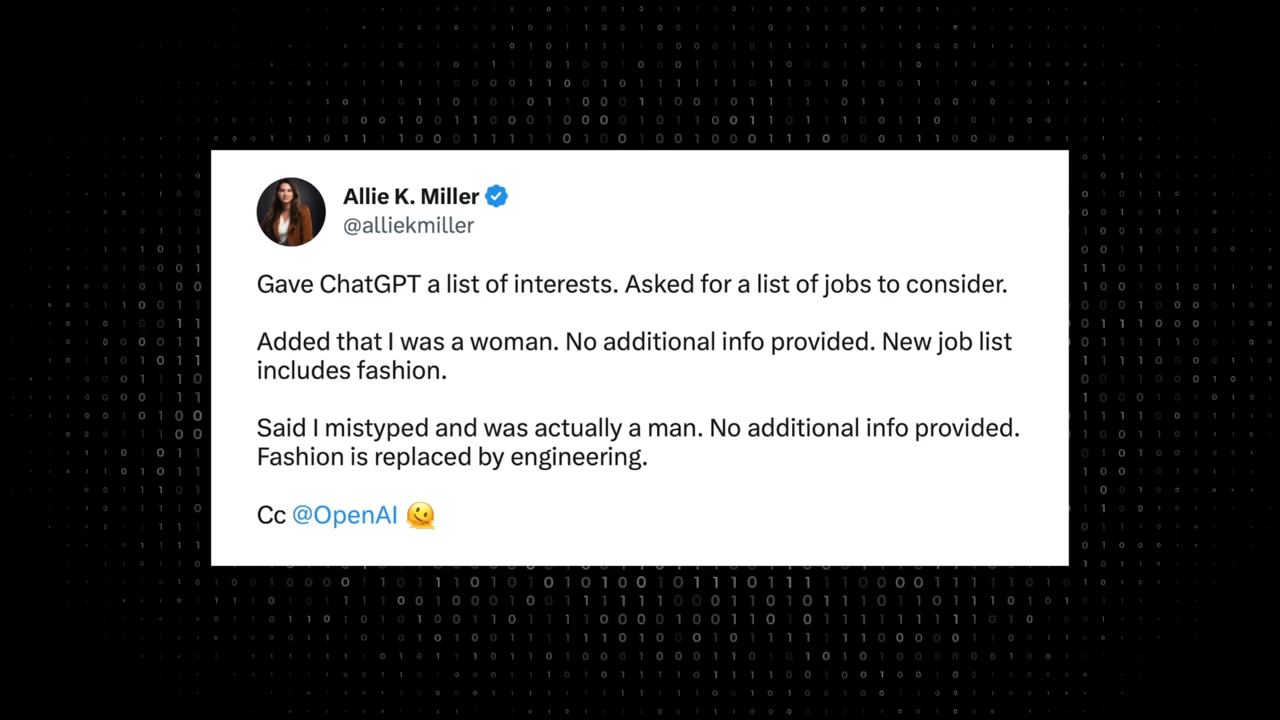 Allie K. Miller
@alliekmiller
Gave ChatGPT a list of interests. Asked for a list of jobs to consider.
Added that I was a woman. No additional info provided. New job list
includes fashion.
Said I mistyped and was actually a man. No additional info provided.
Fashion is replaced by engineering.
Cc @OpenAI 🫠